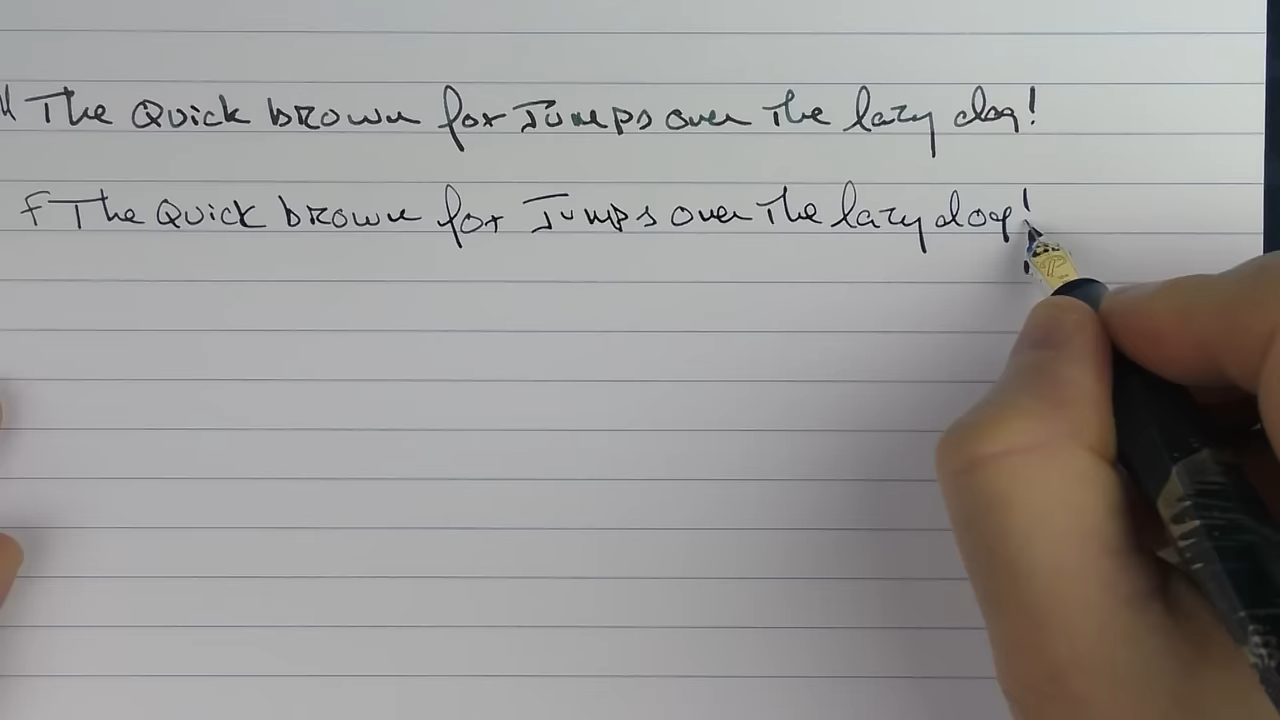 M The Quick brown fox Jumps over The lazy dog!
F The Quick brown fox Jumps over The lazy dog!